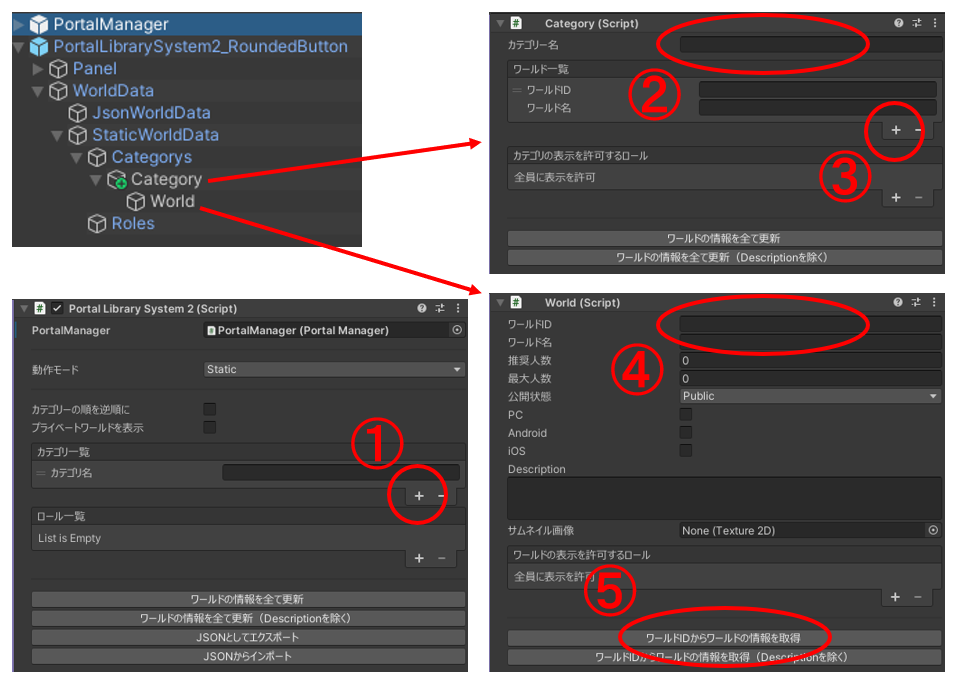 PortalManager
PortalLibrarySystem2_RoundedButton
Panel
WorldData
JsonWorldData
StaticWorldData
Categorys
Category
World
Roles
# Category (Script)
カテゴリー名
ワールド一覧
ワールドID
ワールド名
②
+ −
カテゴリの表示を許可するロール
全員に表示を許可
③
+ −
ワールドの情報を全て更新
ワールドの情報を全て更新（Descriptionを除く）
# Portal Library System 2 (Script)
PortalManager PortalManager (Portal Manager)
動作モード Static
カテゴリーの順を逆順に
プライベートワールドを表示
①
カテゴリ一覧
カテゴリ名
+ −
ロール一覧
List is Empty
+ −
ワールドの情報を全て更新
ワールドの情報を全て更新（Descriptionを除く）
JSONとしてエクスポート
JSONからインポート
# World (Script)
ワールドID
ワールド名
④
推奨人数 0
最大人数 0
公開状態 Public
PC
Android
iOS
Description
サムネイル画像 None (Texture 2D)
ワールドの表示を許可するロール
全員に表示を許可
⑤
+ −
ワールドIDからワールドの情報を取得
ワールドIDからワールドの情報を取得（Descriptionを除く）